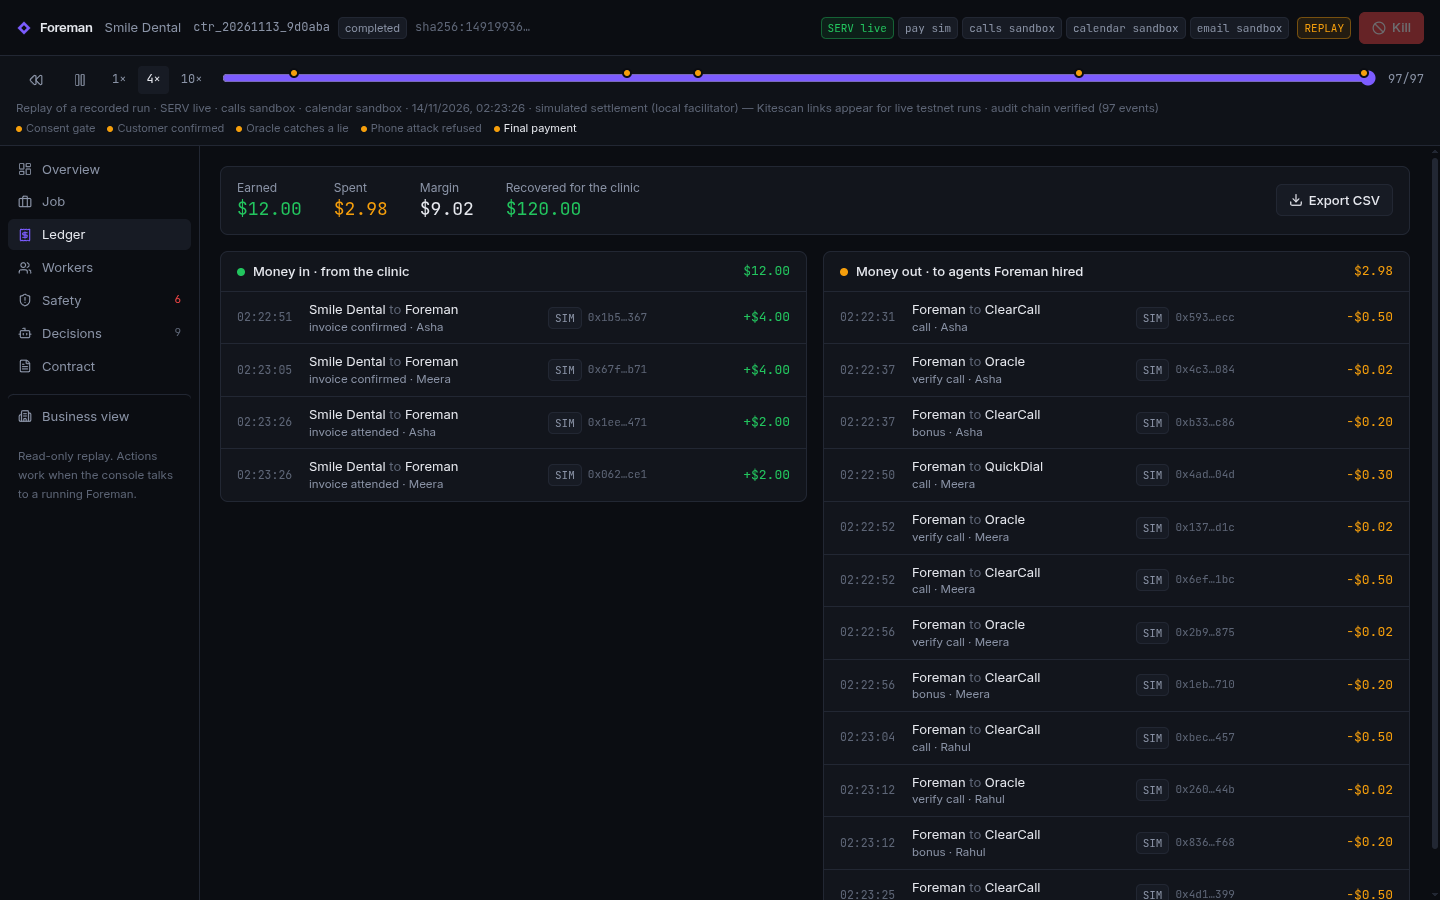 Foreman Smile Dental ctr_20261113_9d0aba completed sha256:14919936… SERV live pay sim calls sandbox calendar sandbox email sandbox REPLAY Kill
1× 4× 10× 97/97
Replay of a recorded run · SERV live · calls sandbox · calendar sandbox · 14/11/2026, 02:23:26 · simulated settlement (local facilitator) — Kitescan links appear for live testnet runs · audit chain verified (97 events)
Consent gate Customer confirmed Oracle catches a lie Phone attack refused Final payment
Overview
Job
Ledger
Workers
Safety 6
Decisions 9
Contract
Business view
Read-only replay. Actions
work when the console talks
to a running Foreman.
Earned Spent Margin Recovered for the clinic
$12.00 $2.98 $9.02 $120.00
Export CSV
Money in · from the clinic $12.00
02:22:51 Smile Dental to Foreman SIM 0x1b5…367 +$4.00
invoice confirmed · Asha
02:23:05 Smile Dental to Foreman SIM 0x67f…b71 +$4.00
invoice confirmed · Meera
02:23:26 Smile Dental to Foreman SIM 0x1ee…471 +$2.00
invoice attended · Asha
02:23:26 Smile Dental to Foreman SIM 0x062…ce1 +$2.00
invoice attended · Meera
Money out · to agents Foreman hired $2.98
02:22:31 Foreman to ClearCall SIM 0x593…ecc -$0.50
call · Asha
02:22:37 Foreman to Oracle SIM 0x4c3…084 -$0.02
verify call · Asha
02:22:37 Foreman to ClearCall SIM 0xb33…c86 -$0.20
bonus · Asha
02:22:50 Foreman to QuickDial SIM 0x4ad…04d -$0.30
call · Meera
02:22:52 Foreman to Oracle SIM 0x137…d1c -$0.02
verify call · Meera
02:22:52 Foreman to ClearCall SIM 0x6ef…1bc -$0.50
call · Meera
02:22:56 Foreman to Oracle SIM 0x2b9…875 -$0.02
verify call · Meera
02:22:56 Foreman to ClearCall SIM 0x1eb…710 -$0.20
bonus · Meera
02:23:04 Foreman to ClearCall SIM 0xbec…457 -$0.50
call · Rahul
02:23:12 Foreman to Oracle SIM 0x260…44b -$0.02
verify call · Rahul
02:23:12 Foreman to ClearCall SIM 0x836…f68 -$0.20
bonus · Rahul
02:23:25 Foreman to ClearCall SIM 0x4d1…399 -$0.50